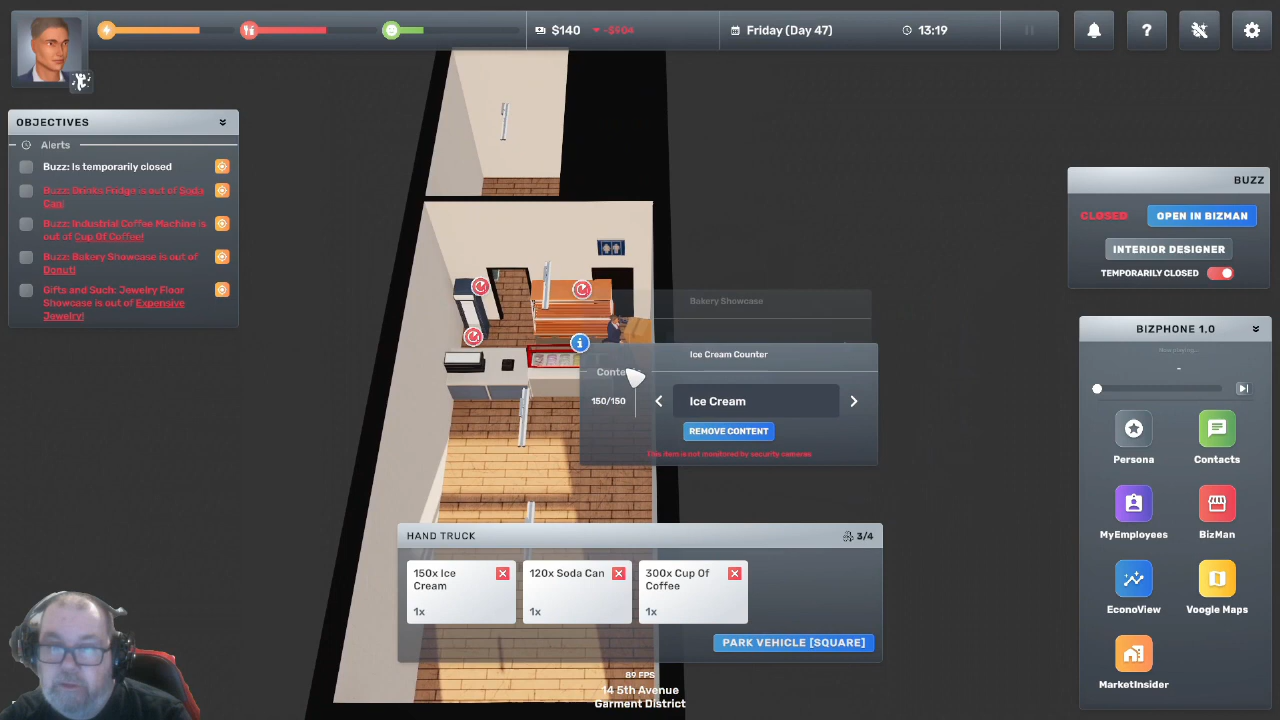 $140
-$904
Friday (Day 47)
13:19
?
OBJECTIVES
Alerts
Buzz: Is temporarily closed
Buzz: Drinks Fridge is out of Soda
Can!
Buzz: Industrial Coffee Machine is
out of Cup Of Coffee!
Buzz: Bakery Showcase is out of
Donut!
Gifts and Such: Jewelry Floor
Showcase is out of Expensive
Jewelry!
BUZZ
CLOSED
OPEN IN BIZMAN
INTERIOR DESIGNER
TEMPORARILY CLOSED
Bakery Showcase
Ice Cream Counter
150/150
Ice Cream
REMOVE CONTENT
This item is not monitored by security cameras
BIZPHONE 1.0
Now playing...
-
Persona
Contacts
MyEmployees
BizMan
EconoView
Voogle Maps
MarketInsider
HAND TRUCK
3/4
150x Ice
Cream
1x
120x Soda Can
1x
300x Cup Of
Coffee
1x
PARK VEHICLE [SQUARE]
89 FPS
14 5th Avenue
Garment District